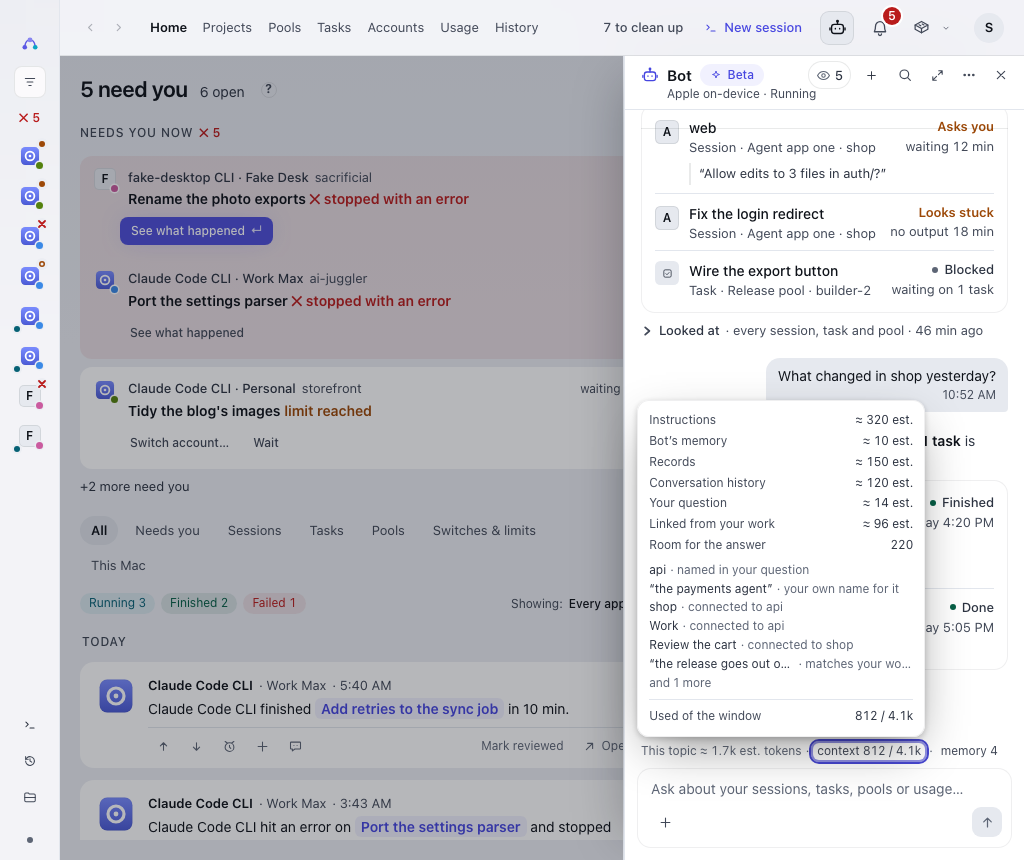 Home Projects Pools Tasks Accounts Usage History 7 to clean up New session 5 S
5
5 need you 6 open ?
NEEDS YOU NOW 5
F fake-desktop CLI · Fake Desk sacrificial
Rename the photo exports stopped with an error
See what happened
Claude Code CLI · Work Max ai-juggler
Port the settings parser stopped with an error
See what happened
Claude Code CLI · Personal storefront waiting
Tidy the blog's images limit reached
Switch account… Wait
+2 more need you
All Needs you Sessions Tasks Pools Switches & limits
This Mac
Running 3 Finished 2 Failed 1 Showing: Every app
TODAY
Claude Code CLI · Work Max · 5:40 AM
Claude Code CLI finished Add retries to the sync job in 10 min.
Mark reviewed Ope
Claude Code CLI · Work Max · 3:43 AM
Claude Code CLI hit an error on Port the settings parser and stopped
F
F
Bot Beta 5
Apple on-device · Running
A web Asks you
Session · Agent app one · shop waiting 12 min
“Allow edits to 3 files in auth/?”
A Fix the login redirect Looks stuck
Session · Agent app one · shop no output 18 min
Wire the export button Blocked
Task · Release pool · builder-2 waiting on 1 task
Looked at · every session, task and pool · 46 min ago
What changed in shop yesterday?
10:52 AM
task is
Finished
ay 4:20 PM
Done
ay 5:05 PM
Instructions ≈ 320 est.
Bot’s memory ≈ 10 est.
Records ≈ 150 est.
Conversation history ≈ 120 est.
Your question ≈ 14 est.
Linked from your work ≈ 96 est.
Room for the answer 220
api · named in your question
“the payments agent” · your own name for it
shop · connected to api
Work · connected to api
Review the cart · connected to shop
“the release goes out o… · matches your wo…
and 1 more
Used of the window 812 / 4.1k
This topic ≈ 1.7k est. tokens · context 812 / 4.1k · memory 4
Ask about your sessions, tasks, pools or usage…